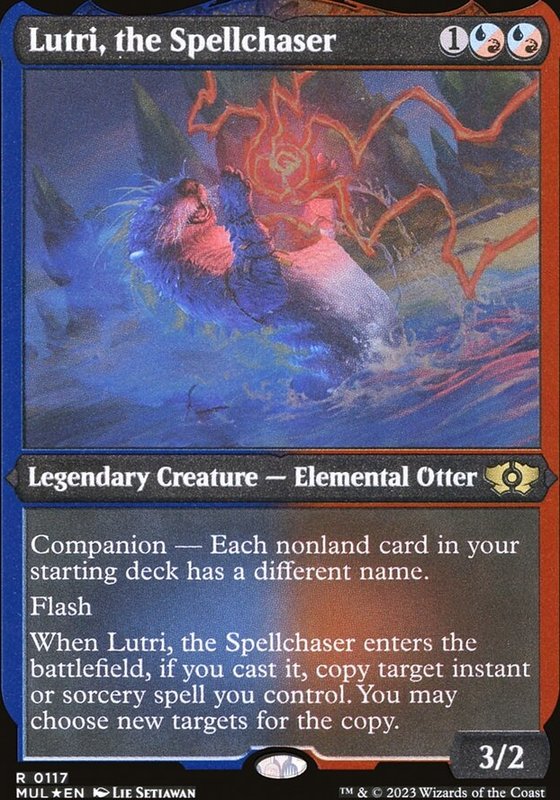 Lutri, the Spellchaser 1
Legendary Creature — Elemental Otter
Companion — Each nonland card in your
starting deck has a different name.
Flash
When Lutri, the Spellchaser enters the
battlefield, if you cast it, copy target instant
or sorcery spell you control. You may
choose new targets for the copy.
3/2
R 0117
MUL★EN Lie Setiawan
™ & © 2023 Wizards of the Coast